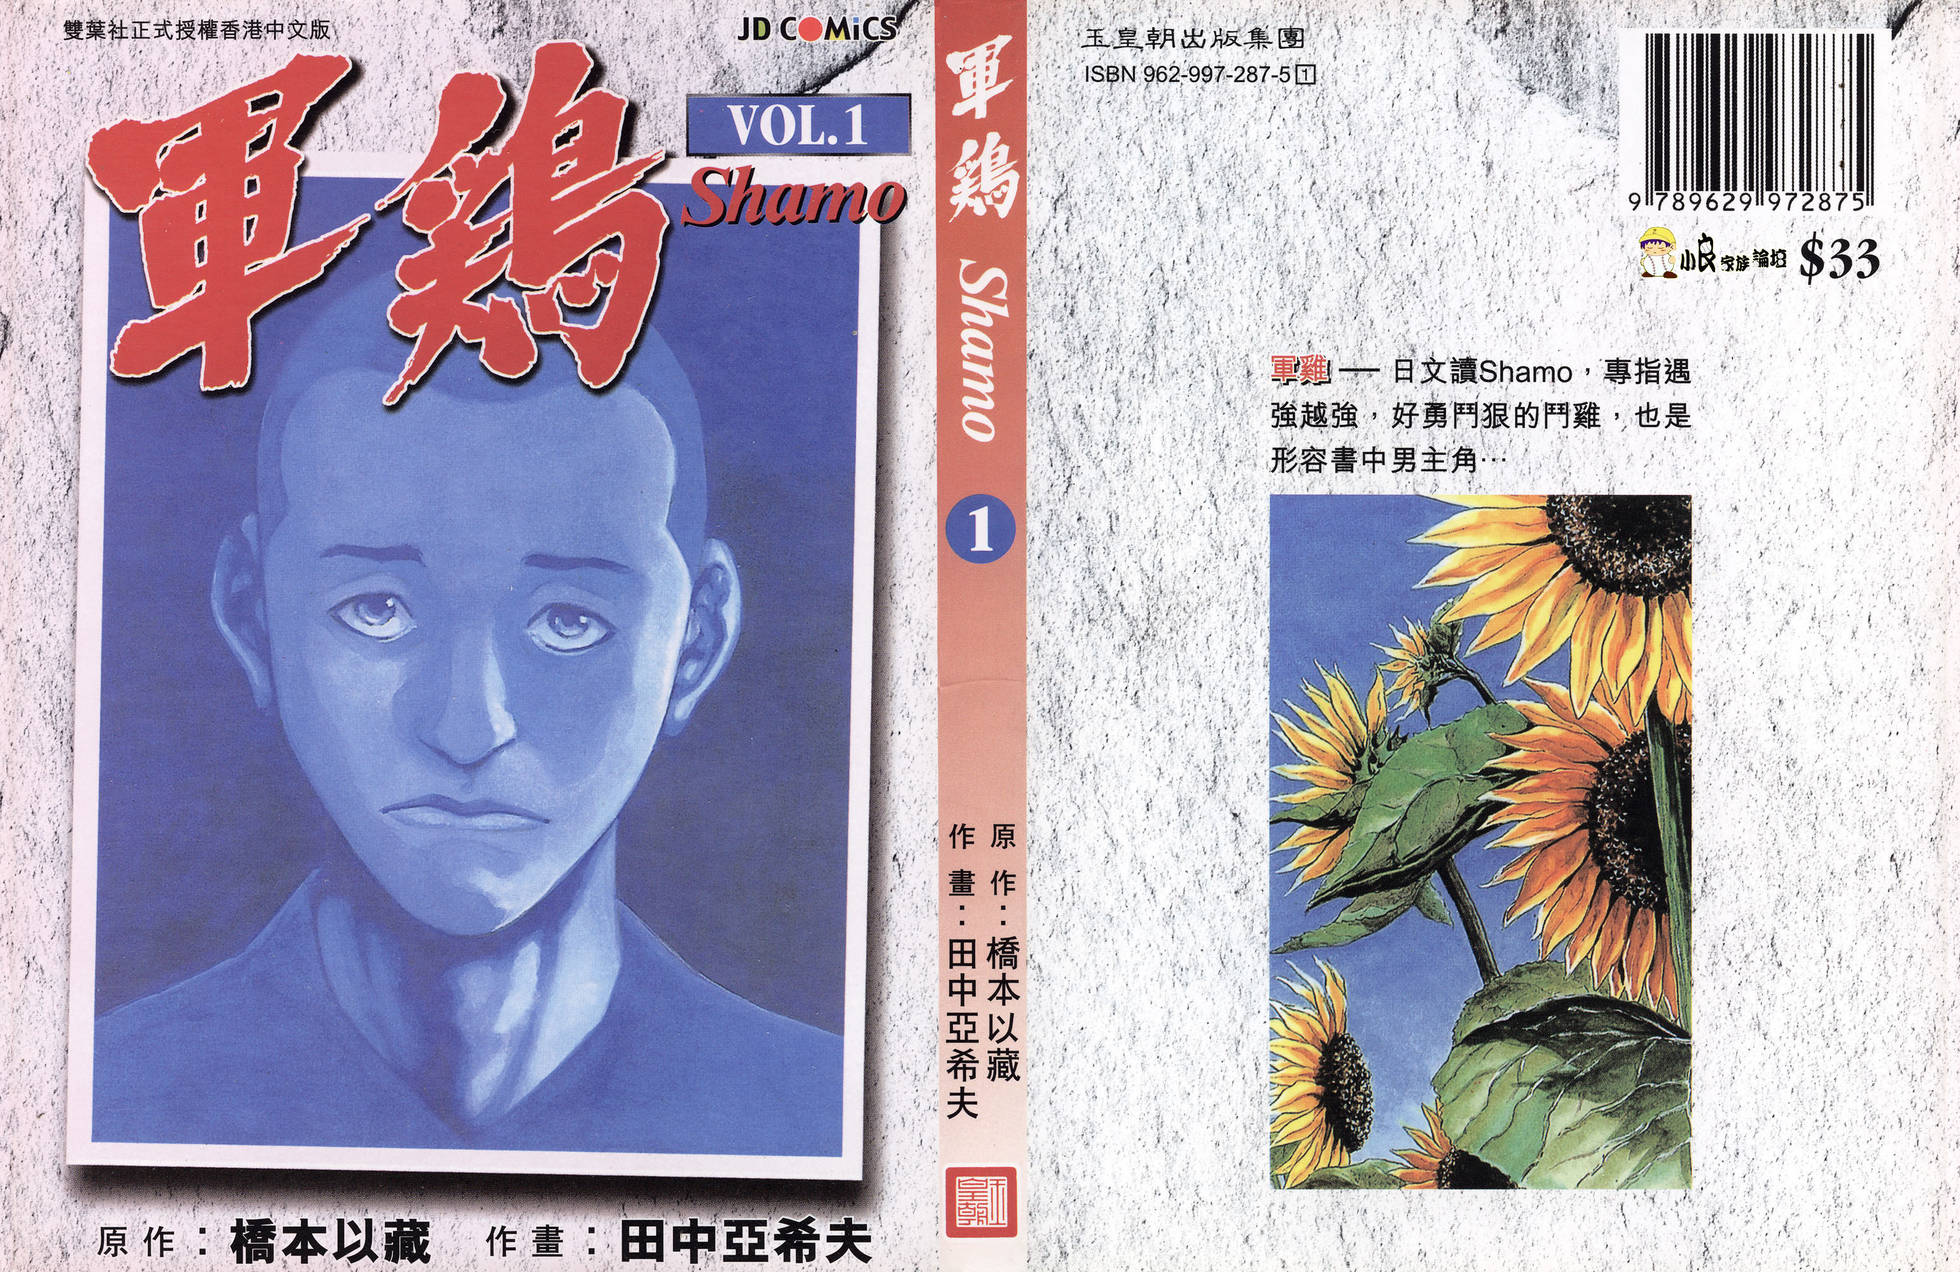 雙葉社正式授權香港中文版
JD COMiCS
軍鶏
VOL.1
Shamo
原作：橋本以藏 作畫：田中亞希夫
軍鶏 Shamo 1
原作：橋本以藏
作畫：田中亞希夫
玉皇朝
玉皇朝出版集團
ISBN 962-997-287-5 1
9 789629 972875
小良家族論壇 $33
軍雞 — 日文讀Shamo，專指遇
強越強，好勇鬥狠的鬥雞，也是
形容書中男主角…